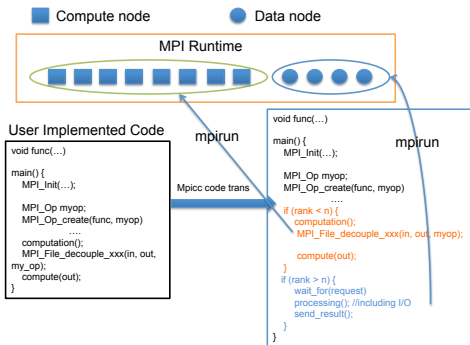 Compute node
Data node
MPI Runtime
User Implemented Code
mpirun
mpirun
void func(…)
main() {
MPI_Init(…);
MPI_Op myop;
MPI_Op_create(func, myop)
….
computation();
MPI_File_decouple_xxx(in, out,
my_op);
compute(out);
}
Mpicc code trans
void func(…)
main() {
MPI_Init(…);
MPI_Op myop;
MPI_Op_create(func, myop)
….
if (rank < n) {
computation();
MPI_File_decouple_xxx(in, out, myop);
compute(out);
}
if (rank > n) {
wait_for(request)
processing(); //including I/O
send_result();
}
}